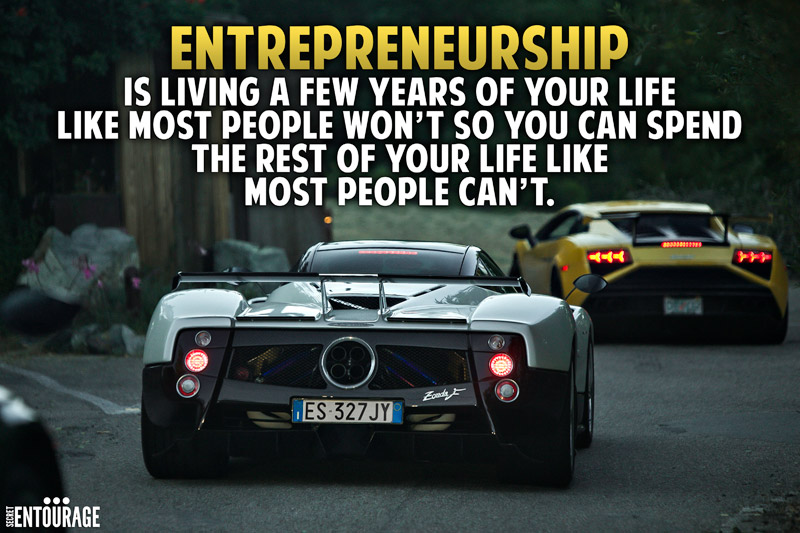 ENTREPRENEURSHIP
IS LIVING A FEW YEARS OF YOUR LIFE
LIKE MOST PEOPLE WON'T SO YOU CAN SPEND
THE REST OF YOUR LIFE LIKE
MOST PEOPLE CAN'T.
ES 327JY
I
Zonda F
SECRET
ENTOURAGE